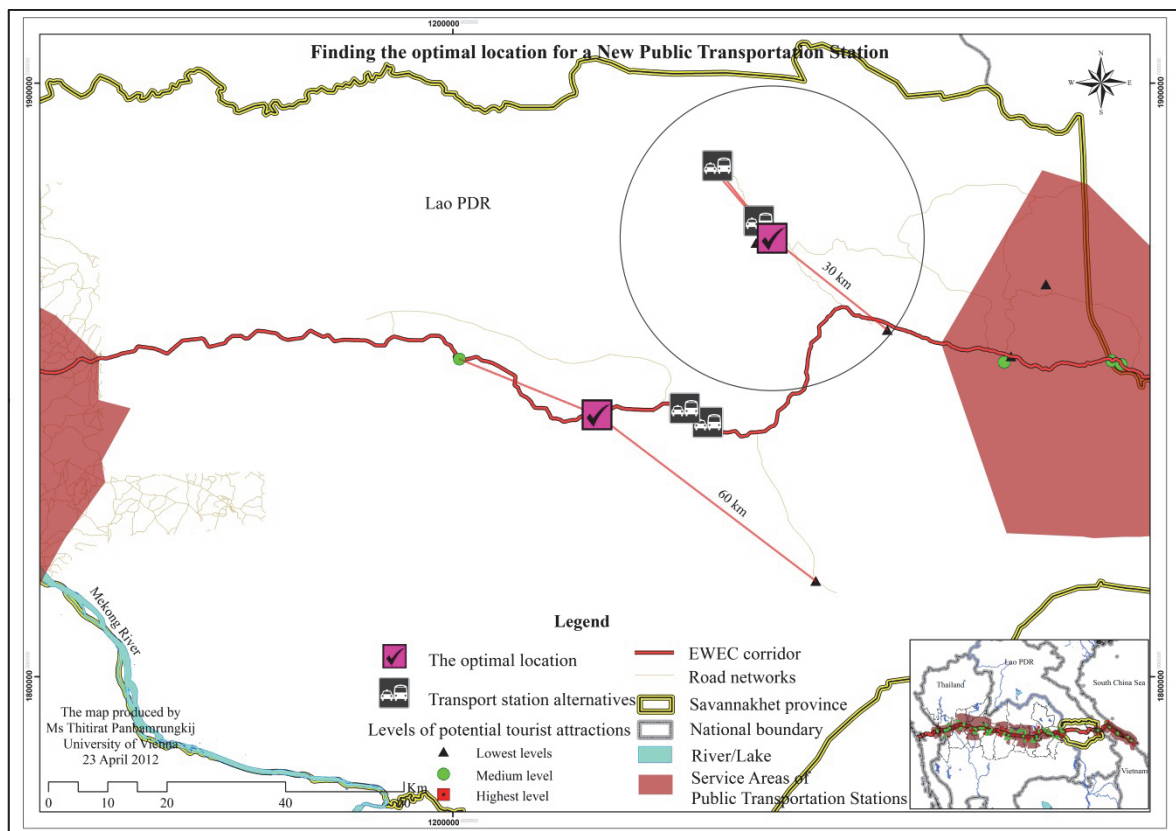 1200000
Finding the optimal location for a New Public Transportation Station
1900000
1900000
N
W
E
S
Lao PDR
30 km
60 km
Mekong River
1800000
1800000
The map produced by
Ms Thitirat Panbamrungkij
University of Vienna
23 April 2012
Km
0 10 20 40 60
Legend
The optimal location
Transport station alternatives
Levels of potential tourist attractions
Lowest levels
Medium level
Highest level
EWEC corridor
Road networks
Savannakhet province
National boundary
River/Lake
Service Areas of
Public Transportation Stations
Lao PDR
Thailand
South China Sea
Vietnam
1200000